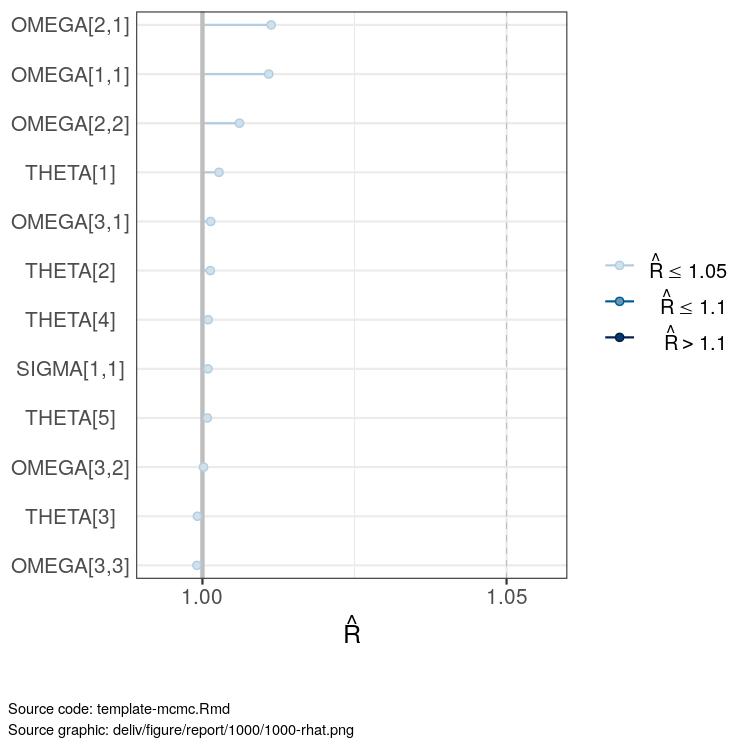 OMEGA[2,1]
OMEGA[1,1]
OMEGA[2,2]
THETA[1]
OMEGA[3,1]
THETA[2]
THETA[4]
SIGMA[1,1]
THETA[5]
OMEGA[3,2]
THETA[3]
OMEGA[3,3]
1.00 1.05
R̂
R̂ ≤ 1.05
R̂ ≤ 1.1
R̂ > 1.1
Source code: template-mcmc.Rmd
Source graphic: deliv/figure/report/1000/1000-rhat.png